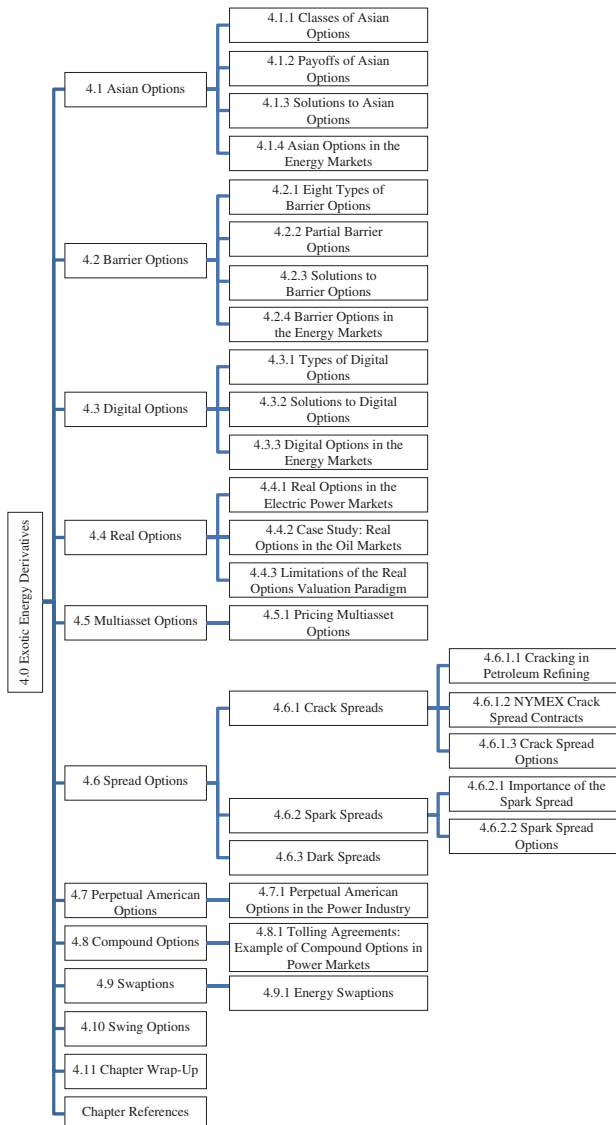 4.0 Exotic Energy Derivatives
4.1 Asian Options
4.1.1 Classes of Asian
Options
4.1.2 Payoffs of Asian
Options
4.1.3 Solutions to Asian
Options
4.1.4 Asian Options in the
Energy Markets
4.2 Barrier Options
4.2.1 Eight Types of
Barrier Options
4.2.2 Partial Barrier
Options
4.2.3 Solutions to
Barrier Options
4.2.4 Barrier Options in
the Energy Markets
4.3 Digital Options
4.3.1 Types of Digital
Options
4.3.2 Solutions to Digital
Options
4.3.3 Digital Options in the
Energy Markets
4.4 Real Options
4.4.1 Real Options in the
Electric Power Markets
4.4.2 Case Study: Real
Options in the Oil Markets
4.4.3 Limitations of the Real
Options Valuation Paradigm
4.5 Multiasset Options
4.5.1 Pricing Multiasset
Options
4.6 Spread Options
4.6.1 Crack Spreads
4.6.1.1 Cracking in
Petroleum Refining
4.6.1.2 NYMEX Crack
Spread Contracts
4.6.1.3 Crack Spread
Options
4.6.2 Spark Spreads
4.6.2.1 Importance of the
Spark Spread
4.6.2.2 Spark Spread
Options
4.6.3 Dark Spreads
4.7 Perpetual American
Options
4.7.1 Perpetual American
Options in the Power Industry
4.8 Compound Options
4.8.1 Tolling Agreements:
Example of Compound Options in
Power Markets
4.9 Swaptions
4.9.1 Energy Swaptions
4.10 Swing Options
4.11 Chapter Wrap-Up
Chapter References